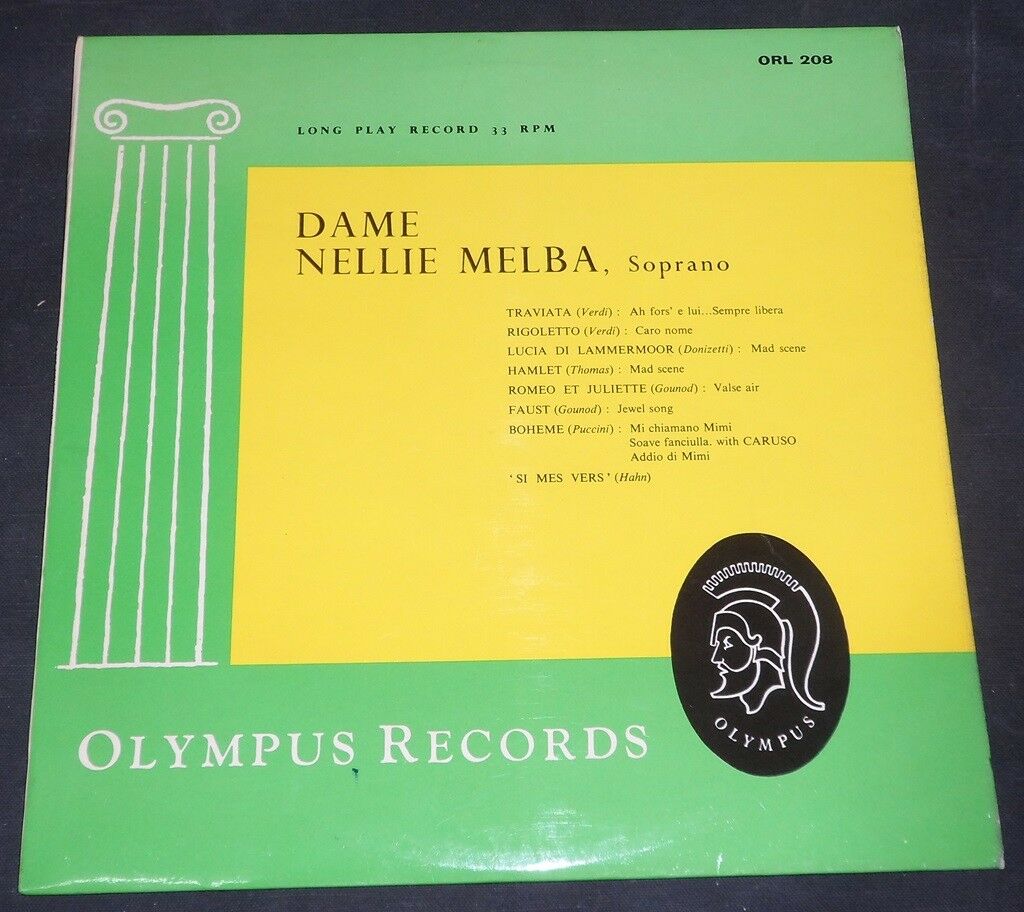 ORL 208
LONG PLAY RECORD 33 RPM
DAME
NELLIE MELBA, Soprano
TRAVIATA (Verdi) : Ah fors' e lui...Sempre libera
RIGOLETTO (Verdi) : Caro nome
LUCIA DI LAMMERMOOR (Donizetti) : Mad scene
HAMLET (Thomas) : Mad scene
ROMEO ET JULIETTE (Gounod) : Valse air
FAUST (Gounod) : Jewel song
BOHEME (Puccini) : Mi chiamano Mimi
Soave fanciulla. with CARUSO
Addio di Mimi
'SI MES VERS' (Hahn)
OLYMPUS
OLYMPUS RECORDS